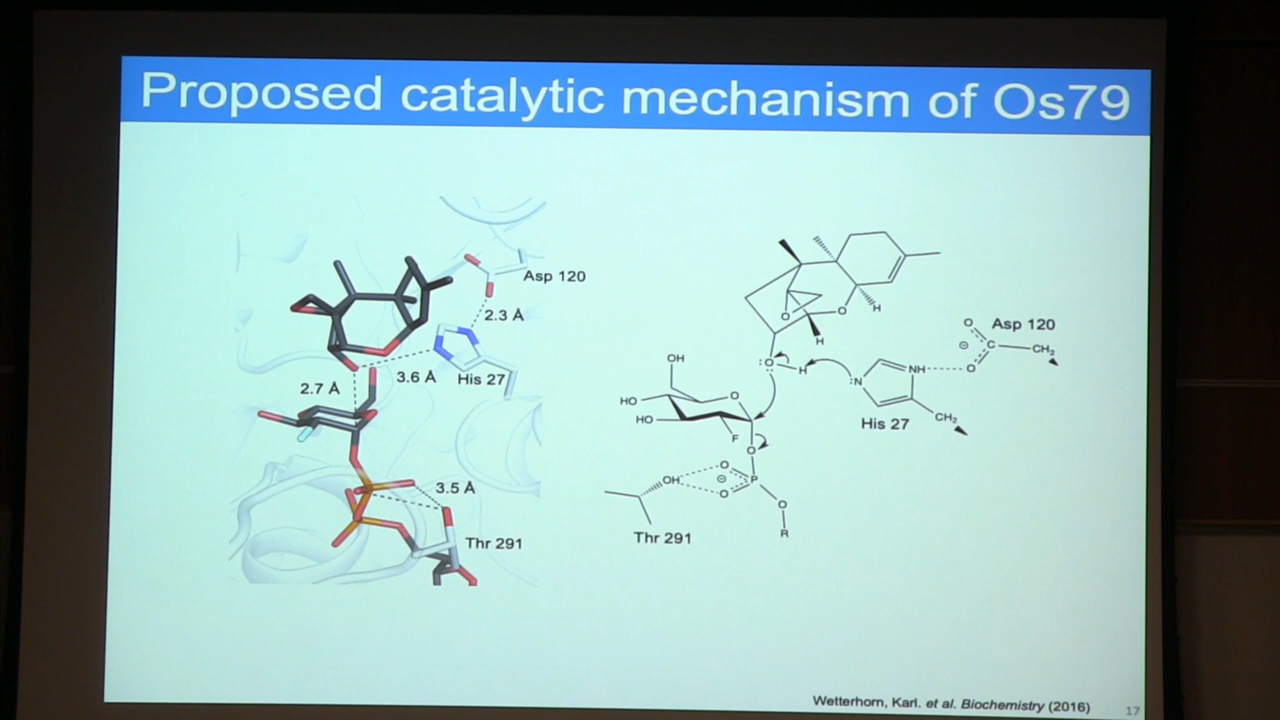 Proposed catalytic mechanism of Os79
Asp 120
2.3 Å
3.6 Å
His 27
2.7 Å
3.5 Å
Thr 291
O
O
H
H
:O
H
:N
NH
His 27
CH2
O
⊖
C
O
Asp 120
CH2
OH
HO
HO
O
F
O
O
⊖
O
P
O
R
OH
Thr 291
Wetterhorn, Karl. et al. Biochemistry (2016)
17